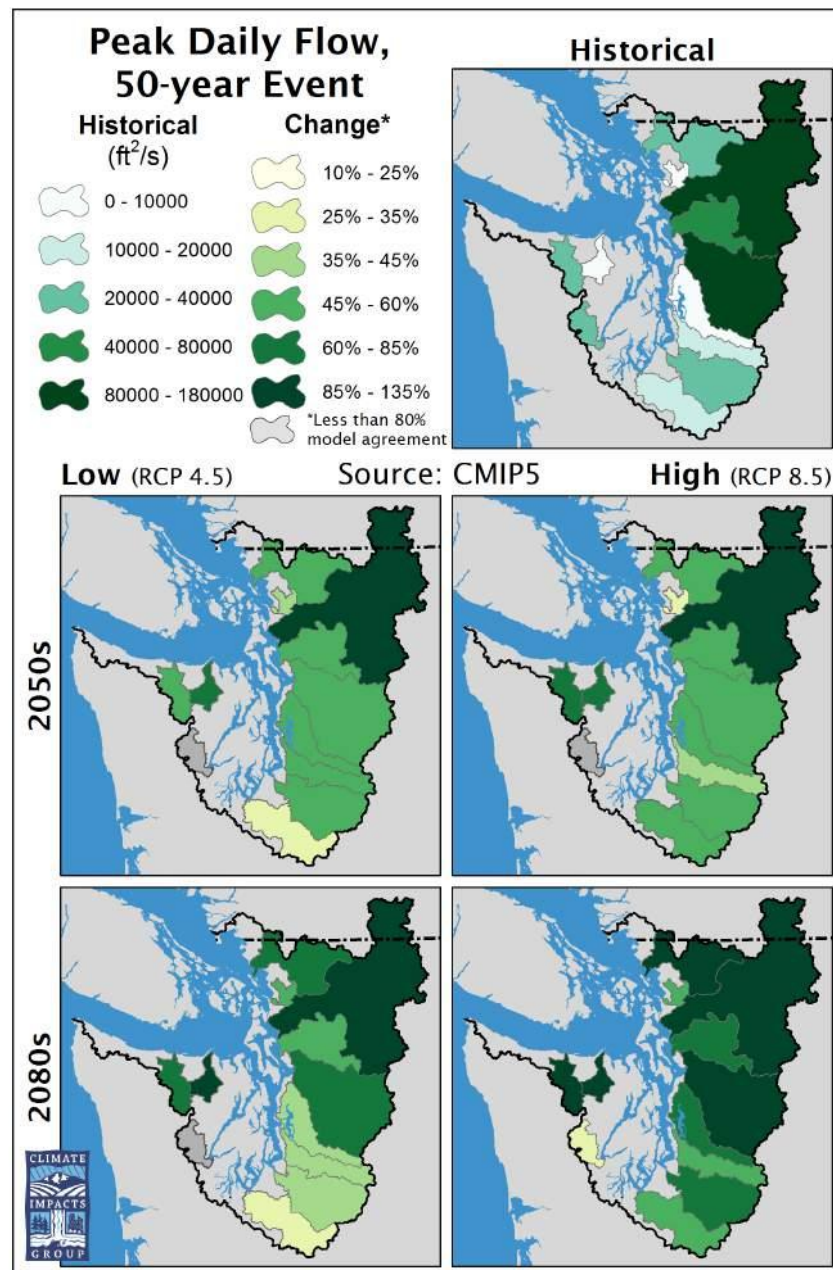 Peak Daily Flow,
50-year Event
Historical
(ft²/s)
0 - 10000
10000 - 20000
20000 - 40000
40000 - 80000
80000 - 180000
Change*
10% - 25%
25% - 35%
35% - 45%
45% - 60%
60% - 85%
85% - 135%
*Less than 80%
model agreement
Historical
Low (RCP 4.5)
Source: CMIP5
High (RCP 8.5)
2050s
2080s
CLIMATE
IMPACTS
GROUP